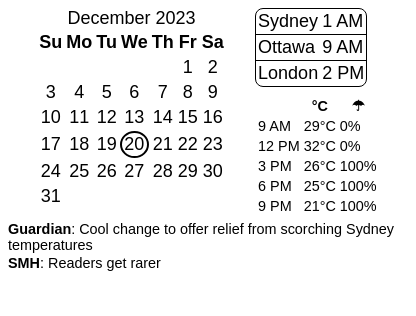 December 2023
Su Mo Tu We Th Fr Sa
1 2
3 4 5 6 7 8 9
10 11 12 13 14 15 16
17 18 19 20 21 22 23
24 25 26 27 28 29 30
31
Sydney 1 AM
Ottawa 9 AM
London 2 PM
°C ☂
9 AM 29°C 0%
12 PM 32°C 0%
3 PM 26°C 100%
6 PM 25°C 100%
9 PM 21°C 100%
Guardian: Cool change to offer relief from scorching Sydney
temperatures
SMH: Readers get rarer